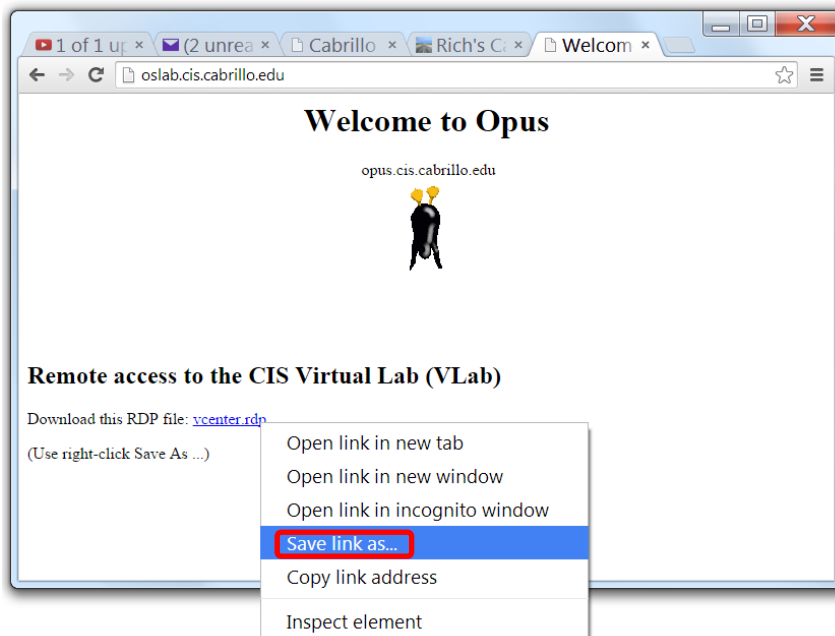 1 of 1 up
(2 unrea
Cabrillo
Rich's Ca
Welcom
oslab.cis.cabrillo.edu
Welcome to Opus
opus.cis.cabrillo.edu
Remote access to the CIS Virtual Lab (VLab)
Download this RDP file: vcenter.rdp
(Use right-click Save As ...)
Open link in new tab
Open link in new window
Open link in incognito window
Save link as...
Copy link address
Inspect element